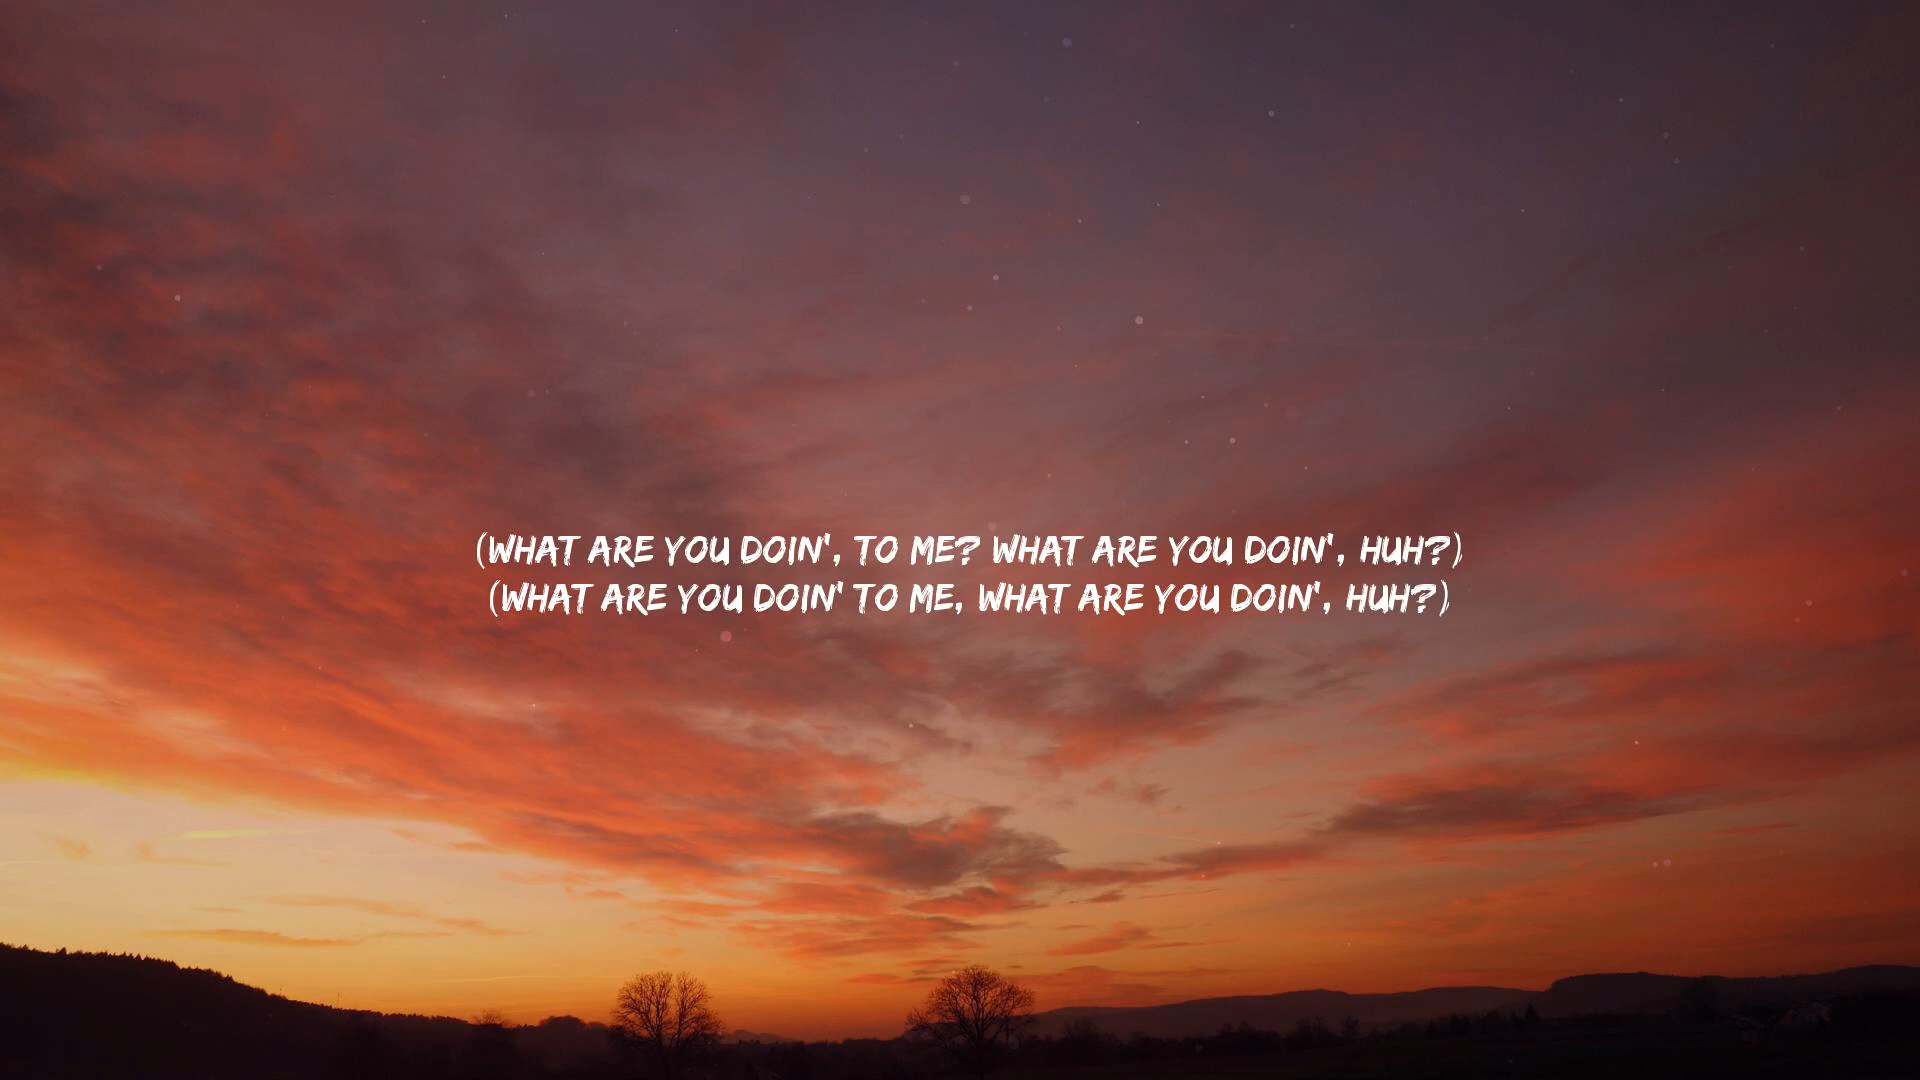 (WHAT ARE YOU DOIN', TO ME? WHAT ARE YOU DOIN', HUH?)
(WHAT ARE YOU DOIN' TO ME, WHAT ARE YOU DOIN', HUH?)